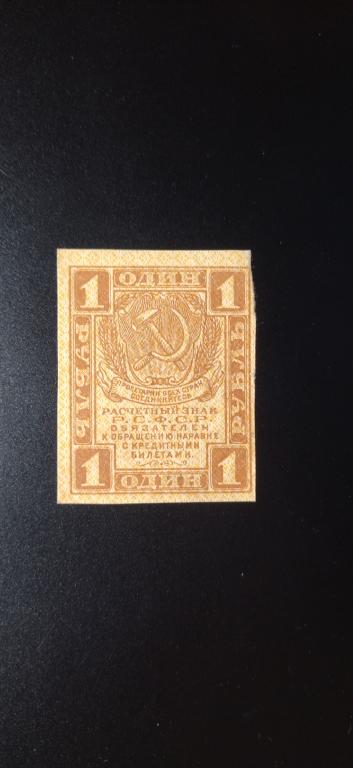 1 ОДИН 1
РУБЛЬ
РУБЛЬ
ПРОЛЕТАРИИ ВСЕХ СТРАН
СОЕДИНЯЙТЕСЬ
РАСЧЕТНЫЙ ЗНАК
Р.С.Ф.С.Р.
ОБЯЗАТЕЛЕН
К ОБРАЩЕНИЮ НАРАВНЕ
С КРЕДИТНЫМИ
БИЛЕТАМИ.
1 ОДИН 1